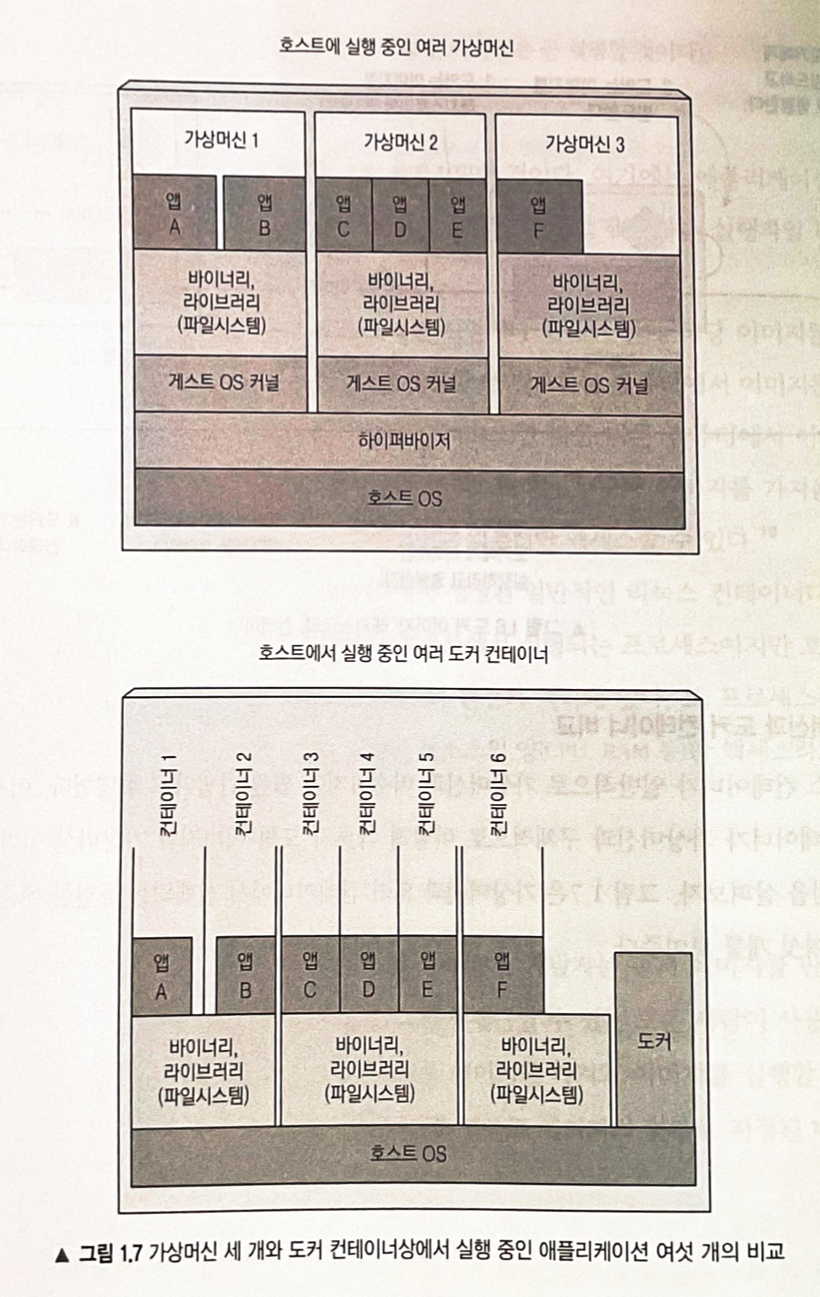 호스트에 실행 중인 여러 가상머신
가상머신 1
가상머신 2
가상머신 3
앱
A
앱
B
앱
C
앱
D
앱
E
앱
F
바이너리,
라이브러리
(파일시스템)
바이너리,
라이브러리
(파일시스템)
바이너리,
라이브러리
(파일시스템)
게스트 OS 커널
게스트 OS 커널
게스트 OS 커널
하이퍼바이저
호스트 OS
호스트에서 실행 중인 여러 도커 컨테이너
컨테이너 1
컨테이너 2
컨테이너 3
컨테이너 4
컨테이너 5
컨테이너 6
앱
A
앱
B
앱
C
앱
D
앱
E
앱
F
바이너리,
라이브러리
(파일시스템)
바이너리,
라이브러리
(파일시스템)
바이너리,
라이브러리
(파일시스템)
도커
호스트 OS
▲ 그림 1.7 가상머신 세 개와 도커 컨테이너상에서 실행 중인 애플리케이션 여섯 개의 비교